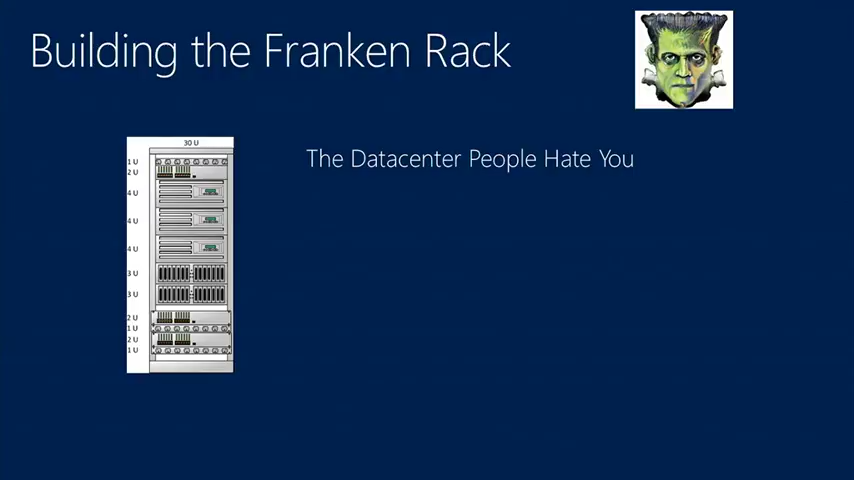 Building the Franken Rack
The Datacenter People Hate You
30 U
1 U
2 U
4 U
4 U
4 U
3 U
3 U
2 U
1 U
2 U
1 U